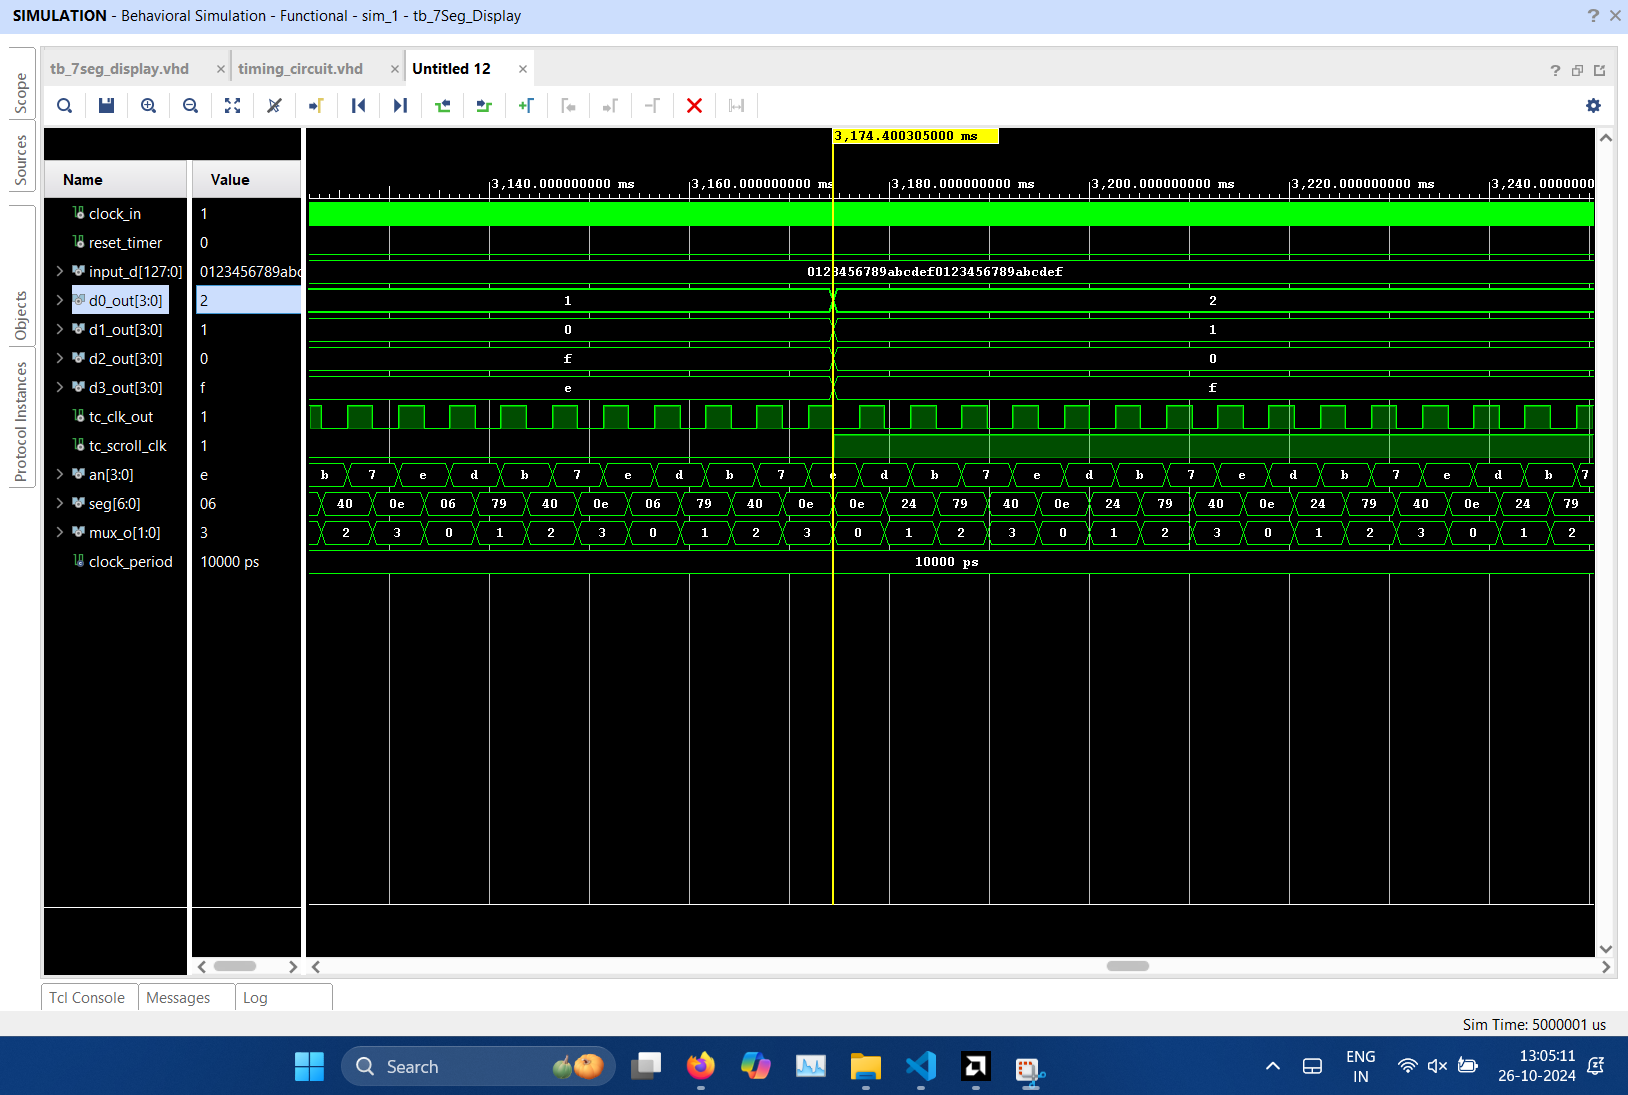 SIMULATION - Behavioral Simulation - Functional - sim_1 - tb_7Seg_Display
tb_7seg_display.vhd
timing_circuit.vhd
Untitled 12
Scope
Sources
Objects
Protocol Instances
3,174.400305000 ms
Name Value
3,140.000000000 ms 3,160.000000000 ms 3,180.000000000 ms 3,200.000000000 ms 3,220.000000000 ms 3,240.0000000
clock_in 1
reset_timer 0
input_d[127:0] 0123456789abc 0123456789abcdef0123456789abcdef
d0_out[3:0] 2 1 2
d1_out[3:0] 1 0 1
d2_out[3:0] 0 f 0
d3_out[3:0] f e f
tc_clk_out 1
tc_scroll_clk 1
an[3:0] e b 7 e d b 7 e d b 7 e d b 7 e d b 7 e d b 7 e d b 7
seg[6:0] 06 40 0e 06 79 40 0e 06 79 40 0e 0e 24 79 40 0e 24 79 40 0e 24 79 40 0e 24 79
mux_o[1:0] 3 2 3 0 1 2 3 0 1 2 3 0 1 2 3 0 1 2 3 0 1 2 3 0 1 2
clock_period 10000 ps 10000 ps
Tcl Console Messages Log
Sim Time: 5000001 us
Search
ENG
IN
13:05:11
26-10-2024